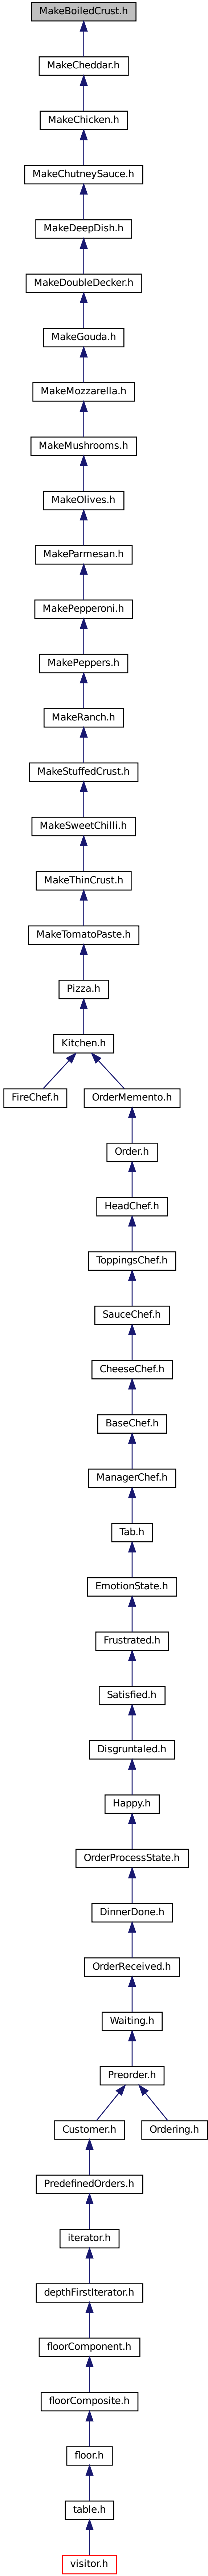 MakeBoiledCrust.h
MakeCheddar.h
MakeChicken.h
MakeChutneySauce.h
MakeDeepDish.h
MakeDoubleDecker.h
MakeGouda.h
MakeMozzarella.h
MakeMushrooms.h
MakeOlives.h
MakeParmesan.h
MakePepperoni.h
MakePeppers.h
MakeRanch.h
MakeStuffedCrust.h
MakeSweetChilli.h
MakeThinCrust.h
MakeTomatoPaste.h
Pizza.h
Kitchen.h
FireChef.h OrderMemento.h
Order.h
HeadChef.h
ToppingsChef.h
SauceChef.h
CheeseChef.h
BaseChef.h
ManagerChef.h
Tab.h
EmotionState.h
Frustrated.h
Satisfied.h
Disgruntaled.h
Happy.h
OrderProcessState.h
DinnerDone.h
OrderReceived.h
Waiting.h
Preorder.h
Customer.h Ordering.h
PredefinedOrders.h
iterator.h
depthFirstIterator.h
floorComponent.h
floorComposite.h
floor.h
table.h
visitor.h